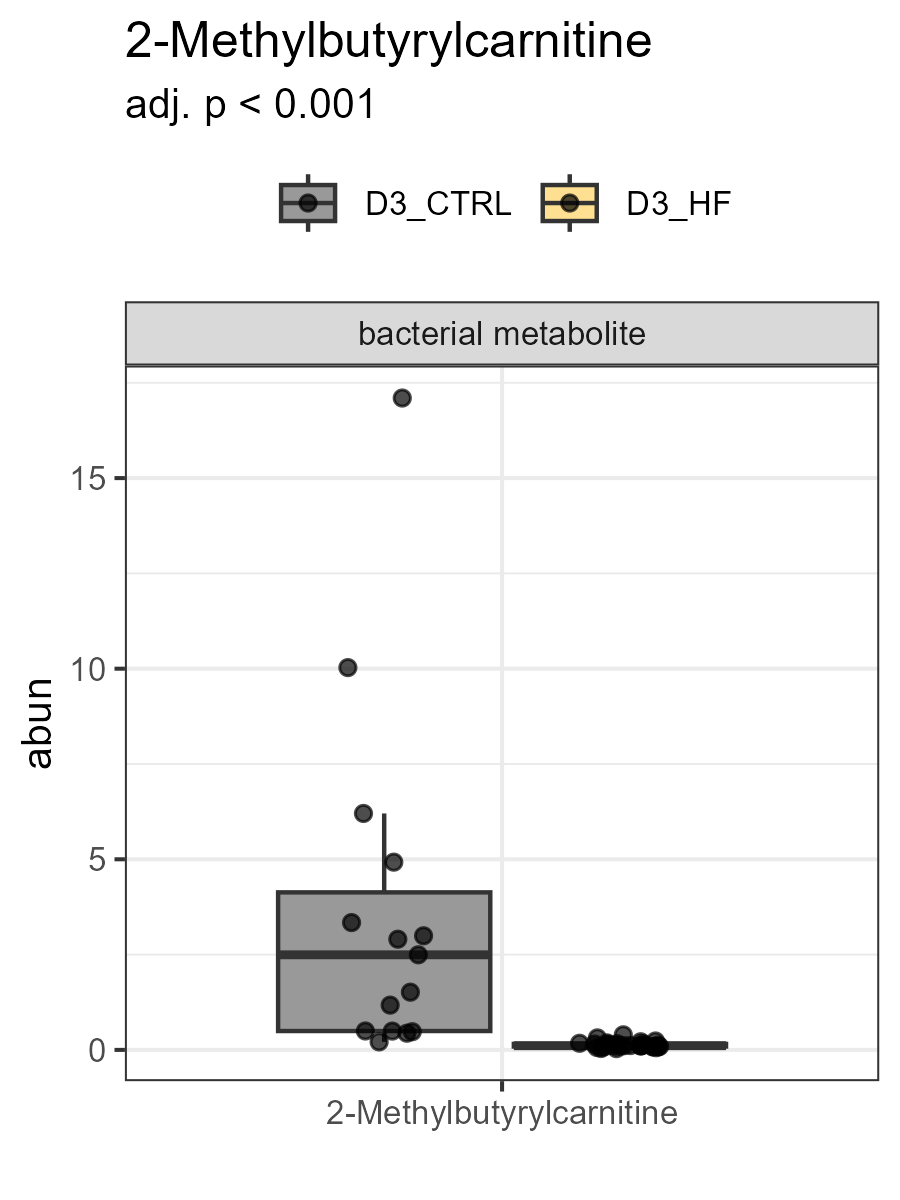 2-Methylbutyrylcarnitine
adj. p < 0.001
D3_CTRL D3_HF
bacterial metabolite
15
10
5
0
abun
2-Methylbutyrylcarnitine